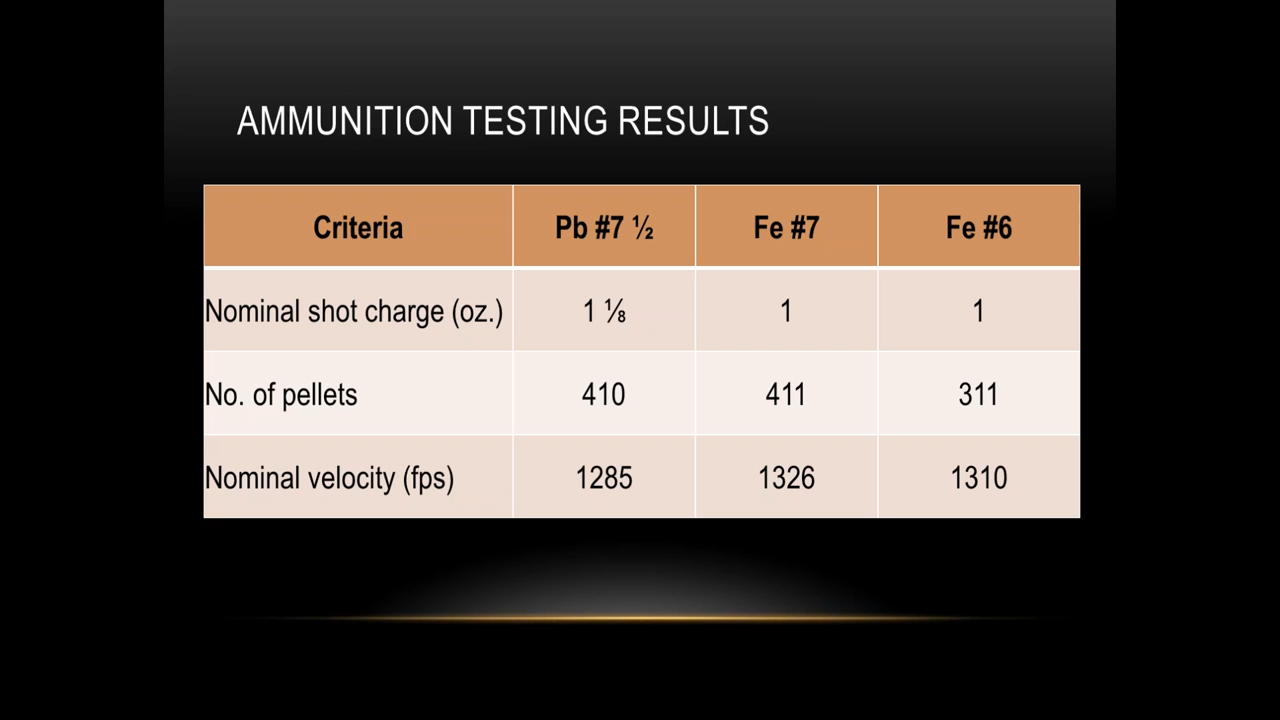 AMMUNITION TESTING RESULTS
Criteria Pb #7 ½ Fe #7 Fe #6
Nominal shot charge (oz.) 1 ⅛ 1 1
No. of pellets 410 411 311
Nominal velocity (fps) 1285 1326 1310